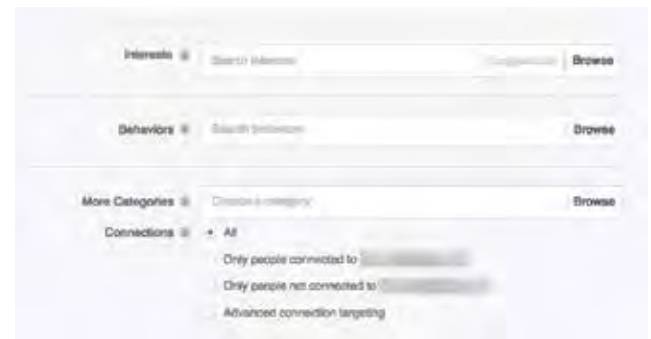 Interests Search interests Suggestions Browse
Behaviors Search behaviors Browse
More Categories Choose a category Browse
Connections All
Only people connected to
Only people not connected to
Advanced connection targeting